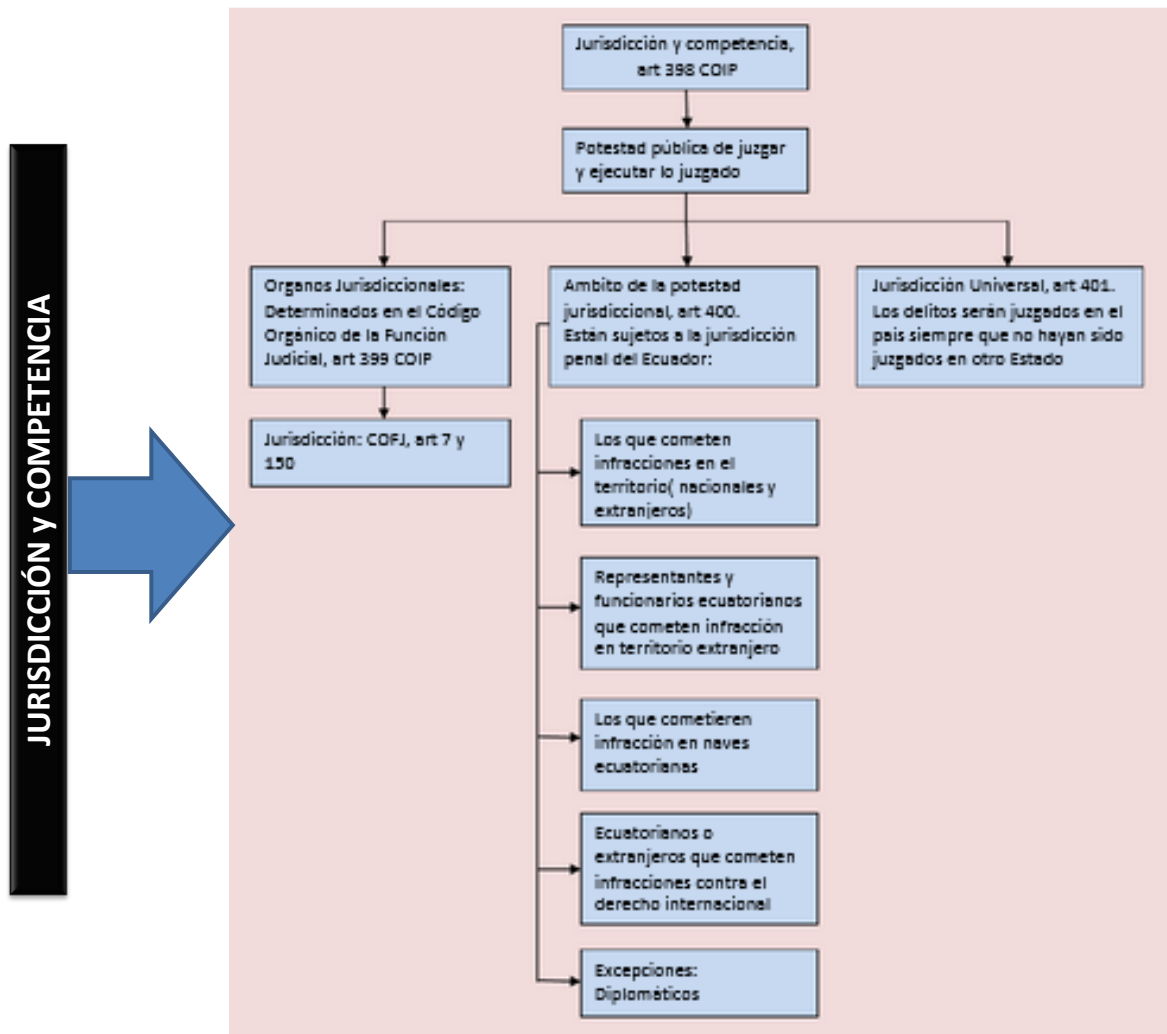 JURISDICCIÓN y COMPETENCIA
Jurisdicción y competencia,
art 398 COIP
Potestad pública de juzgar
y ejecutar lo juzgado
Organos Jurisdiccionales:
Determinados en el Código
Orgánico de la Función
Judicial, art 399 COIP
Jurisdicción: COFJ, art 7 y
150
Ambito de la potestad
jurisdiccional, art 400.
Están sujetos a la jurisdicción
penal del Ecuador:
Los que cometen
infracciones en el
territorio( nacionales y
extranjeros)
Representantes y
funcionarios ecuatorianos
que cometen infracción
en territorio extranjero
Los que cometieren
infracción en naves
ecuatorianas
Ecuatorianos o
extranjeros que cometen
infracciones contra el
derecho internacional
Excepciones:
Diplomáticos
Jurisdicción Universal, art 401.
Los delitos serán juzgados en el
país siempre que no hayan sido
juzgados en otro Estado